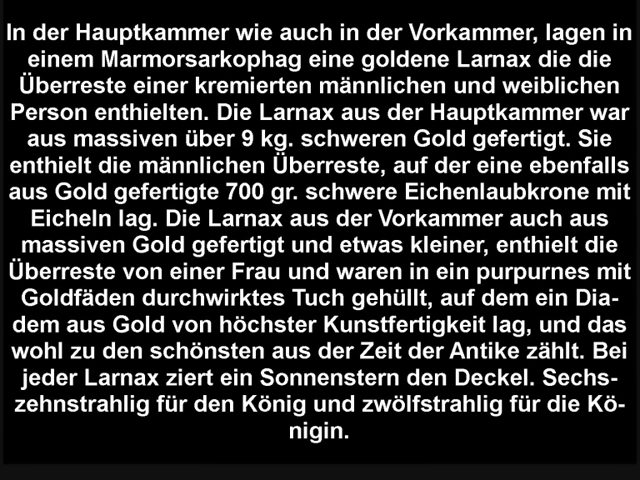 In der Hauptkammer wie auch in der Vorkammer, lagen in
einem Marmorsarkophag eine goldene Larnax die die
Überreste einer kremierten männlichen und weiblichen
Person enthielten. Die Larnax aus der Hauptkammer war
aus massiven über 9 kg. schweren Gold gefertigt. Sie
enthielt die männlichen Überreste, auf der eine ebenfalls
aus Gold gefertigte 700 gr. schwere Eichenlaubkrone mit
Eicheln lag. Die Larnax aus der Vorkammer auch aus
massiven Gold gefertigt und etwas kleiner, enthielt die
Überreste von einer Frau und waren in ein purpurnes mit
Goldfäden durchwirktes Tuch gehüllt, auf dem ein Dia-
dem aus Gold von höchster Kunstfertigkeit lag, und das
wohl zu den schönsten aus der Zeit der Antike zählt. Bei
jeder Larnax ziert ein Sonnenstern den Deckel. Sechs-
zehnstrahlig für den König und zwölfstrahlig für die Kö-
nigin.